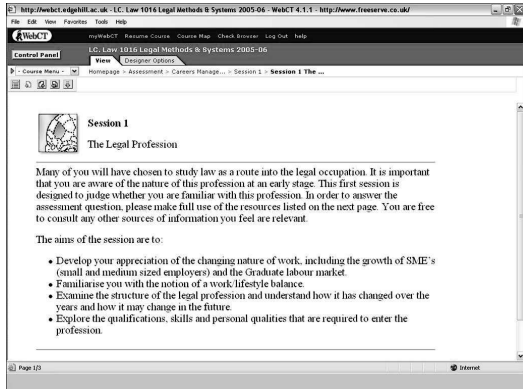 http://webct.edgehill.ac.uk - LC. Law 1016 Legal Methods & Systems 2005-06 - WebCT 4.1.1 - http://www.freeserve.co.uk/
File Edit View Favorites Tools Help
WebCT myWebCT Resume Course Course Map Check Browser Log Out help
LC. Law 1016 Legal Methods & Systems 2005-06
Control Panel View Designer Options
- Course Menu - Homepage > Assessment > Careers Manage... > Session 1 > Session 1 The ...
Session 1
The Legal Profession
Many of you will have chosen to study law as a route into the legal occupation. It is important
that you are aware of the nature of this profession at an early stage. This first session is
designed to judge whether you are familiar with this profession. In order to answer the
assessment question, please make full use of the resources listed on the next page. You are free
to consult any other sources of information you feel are relevant.
The aims of the session are to:
• Develop your appreciation of the changing nature of work, including the growth of SME's
(small and medium sized employers) and the Graduate labour market.
• Familiarise you with the notion of a work/lifestyle balance.
• Examine the structure of the legal profession and understand how it has changed over the
years and how it may change in the future.
• Explore the qualifications, skills and personal qualities that are required to enter the
profession.
Page 1/3 Internet